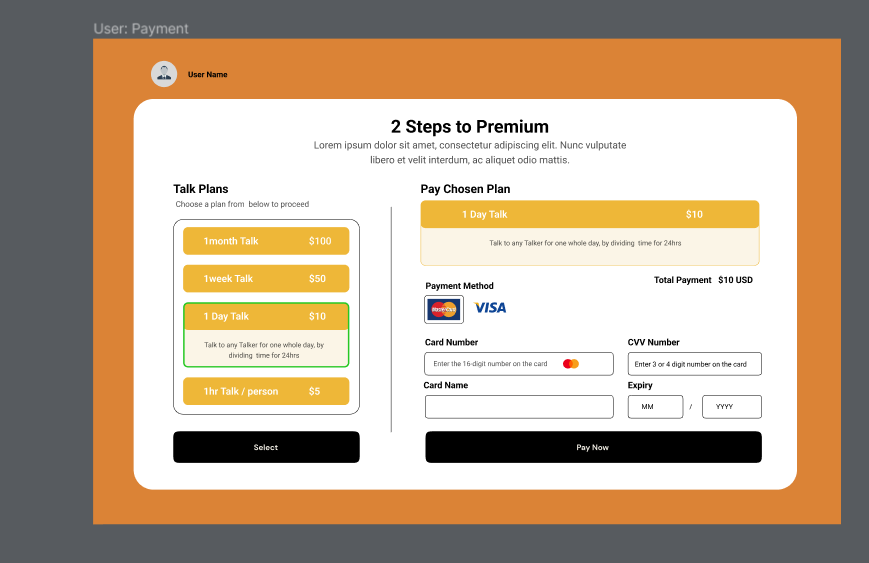 User: Payment
User Name
2 Steps to Premium
Lorem ipsum dolor sit amet, consectetur adipiscing elit. Nunc vulputate
libero et velit interdum, ac aliquet odio mattis.
Talk Plans
Choose a plan from below to proceed
1month Talk $100
1week Talk $50
1 Day Talk $10
Talk to any Talker for one whole day, by
dividing time for 24hrs
1hr Talk / person $5
Select
Pay Chosen Plan
1 Day Talk $10
Talk to any Talker for one whole day, by dividing time for 24hrs
Total Payment $10 USD
Payment Method
MasterCard VISA
Card Number
Enter the 16-digit number on the card
CVV Number
Enter 3 or 4 digit number on the card
Card Name
Expiry
MM / YYYY
Pay Now